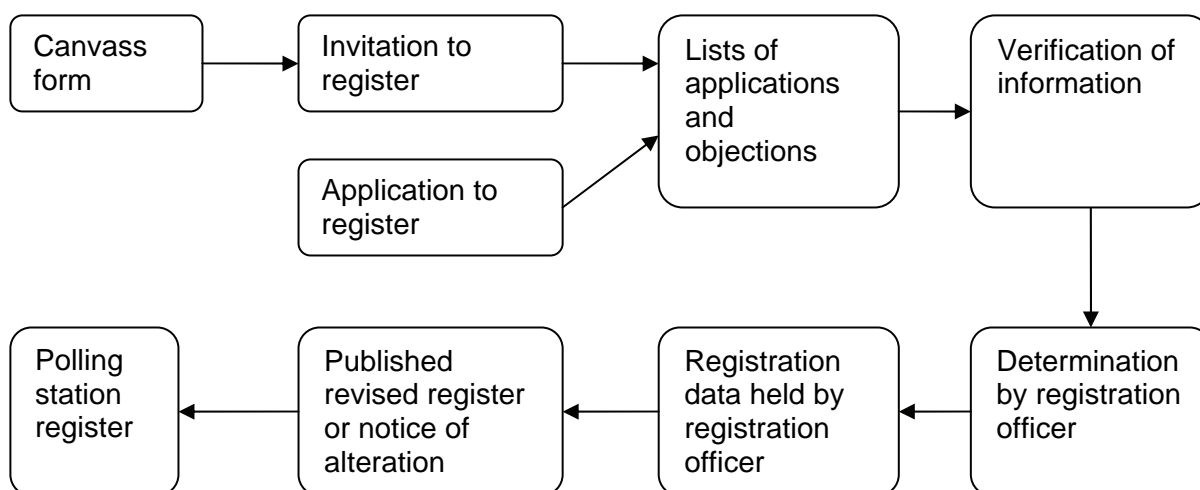 Canvass
form
Invitation to
register
Application to
register
Lists of
applications
and
objections
Verification of
information
Polling
station
register
Published
revised register
or notice of
alteration
Registration
data held by
registration
officer
Determination
by registration
officer